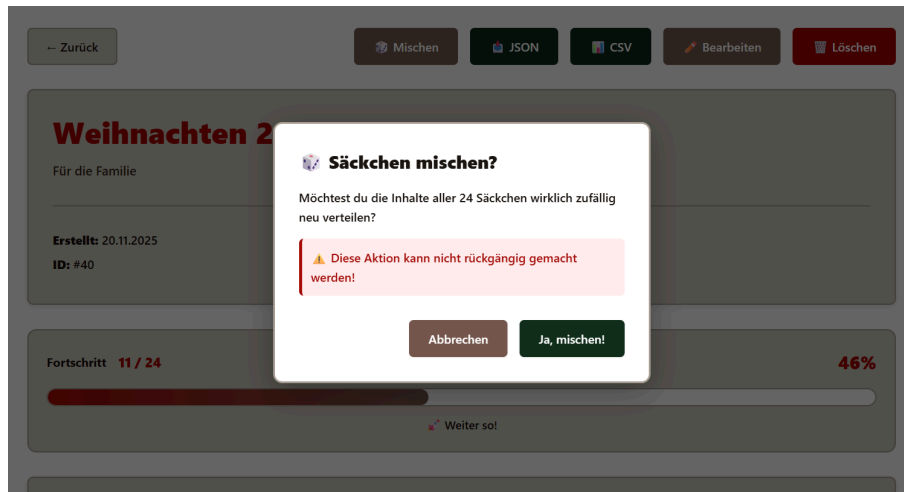 ← Zurück
Mischen
JSON
CSV
Bearbeiten
Löschen
Weihnachten 2
Für die Familie
Erstellt: 20.11.2025
ID: #40
Säckchen mischen?
Möchtest du die Inhalte aller 24 Säckchen wirklich zufällig
neu verteilen?
Diese Aktion kann nicht rückgängig gemacht
werden!
Abbrechen
Ja, mischen!
Fortschritt 11 / 24
46%
Weiter so!